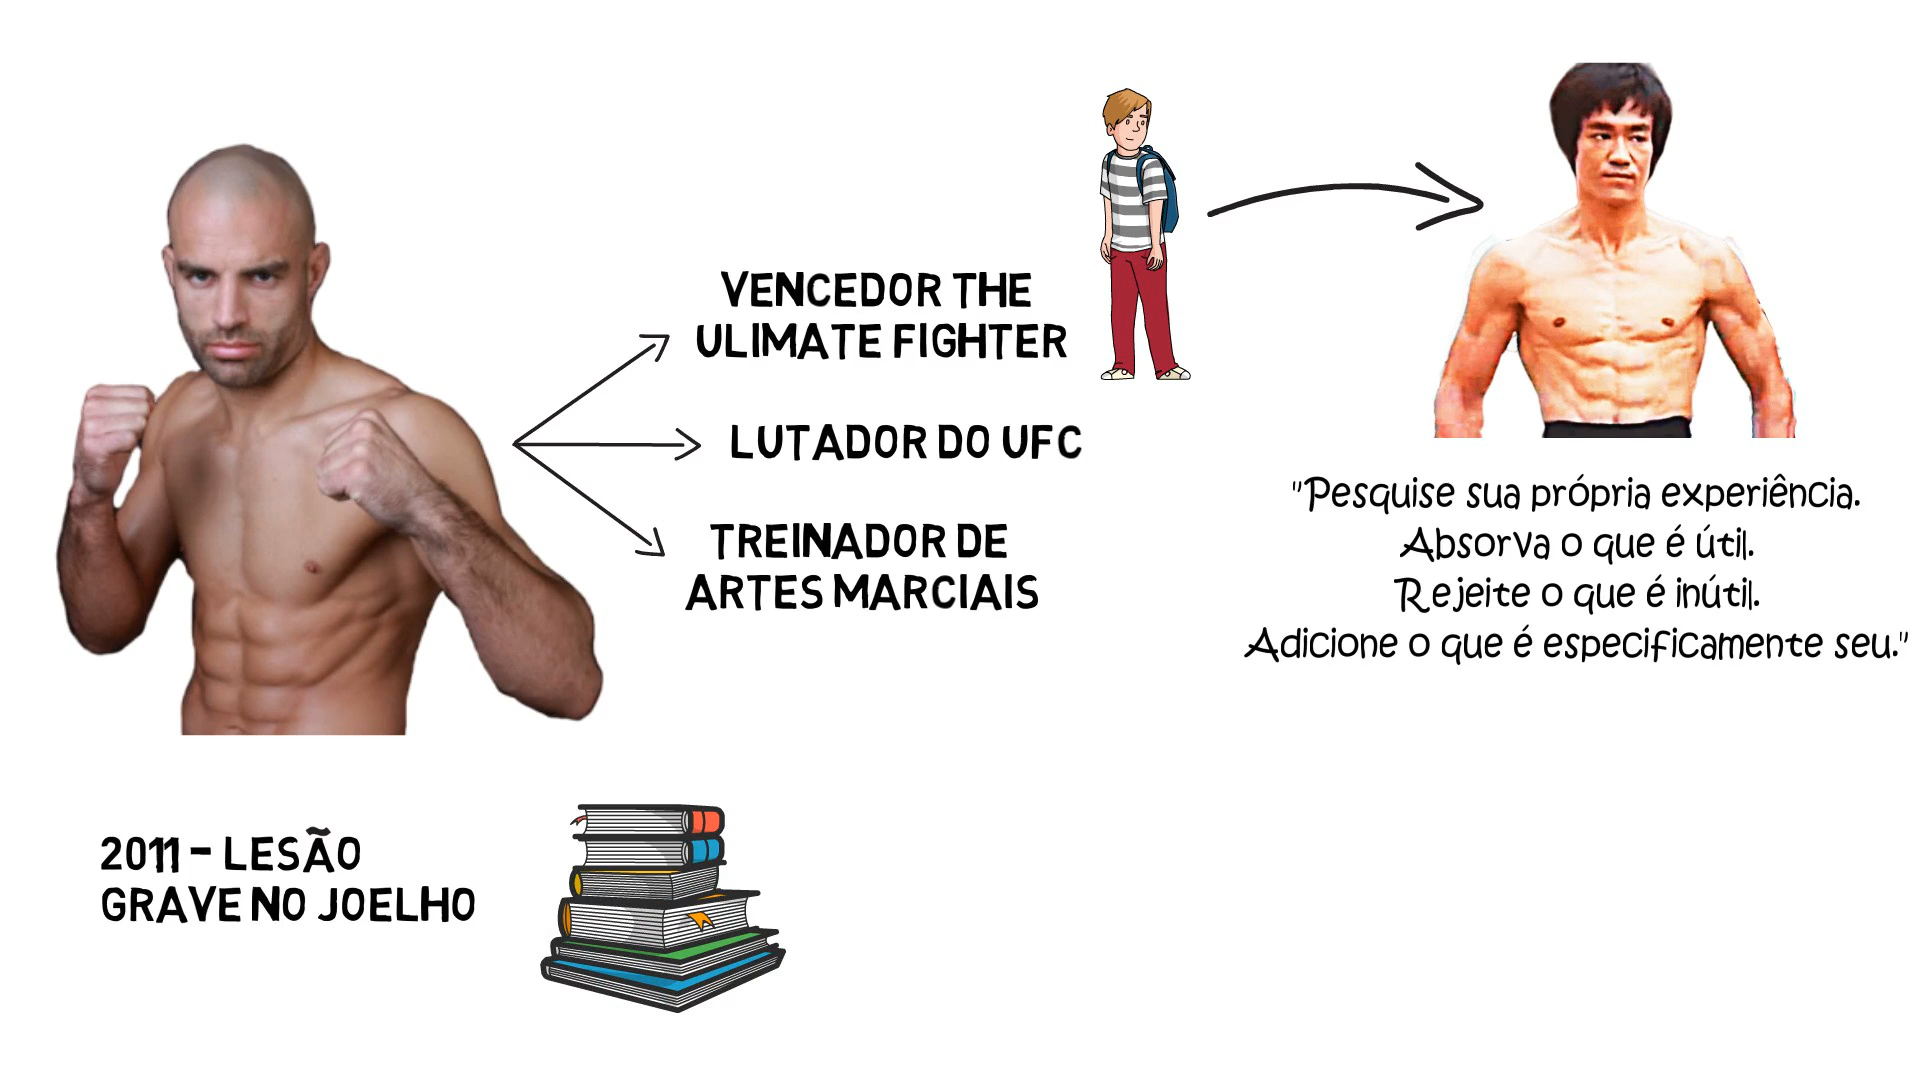 VENCEDOR THE
ULIMATE FIGHTER
LUTADOR DO UFC
TREINADOR DE
ARTES MARCIAIS
"Pesquise sua própria experiência.
Absorva o que é útil.
Rejeite o que é inútil.
Adicione o que é especificamente seu."
2011 - LESÃO
GRAVE NO JOELHO